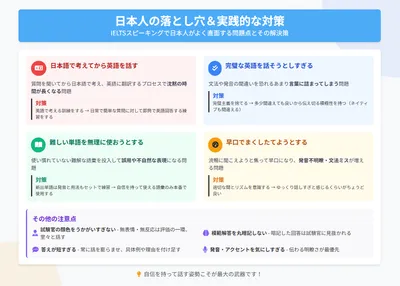 日本人の落とし穴＆実践的な対策
IELTSスピーキングで日本人がよく直面する問題点とその解決策
日本語で考えてから英語を話す
質問を聞いてから日本語で考え、英語に翻訳するプロセスで沈黙の時
間が長くなる問題
対策
英語で考える訓練をする → 日常で簡単な質問に対して即興で英語回答する練
習をする
完璧な英語を話そうとしすぎる
文法や発音の間違いを恐れるあまり言葉に詰まってしまう問題
対策
完璧主義を捨てる → 多少間違えても良いから伝え切る積極性を持つ（ネイティ
ブも間違える）
難しい単語を無理に使おうとする
使い慣れていない難解な語彙を投入して誤用や不自然な表現になる問
題
対策
新出単語は発音と用法もセットで練習 → 自信を持って使える語彙のみ本番で
使用する
早口でまくしたてようとする
流暢に聞こえようと焦って早口になり、発音不明瞭・文法ミスが増え
る問題
対策
適切な間とリズムを意識する → ゆっくり話しすぎと感じるくらいがちょうど良
い
その他の注意点
試験官の顔色をうかがいすぎない - 無表情・無反応は評価の一環、
堂々と話す
模範解答を丸暗記しない - 暗記した回答は試験官に見抜かれる
答えが短すぎる - 常に話を膨らませ、具体例や理由を付け足す
発音・アクセントを気にしすぎる - 伝わる明瞭さが最優先
自信を持って話す姿勢こそが最大の武器です！